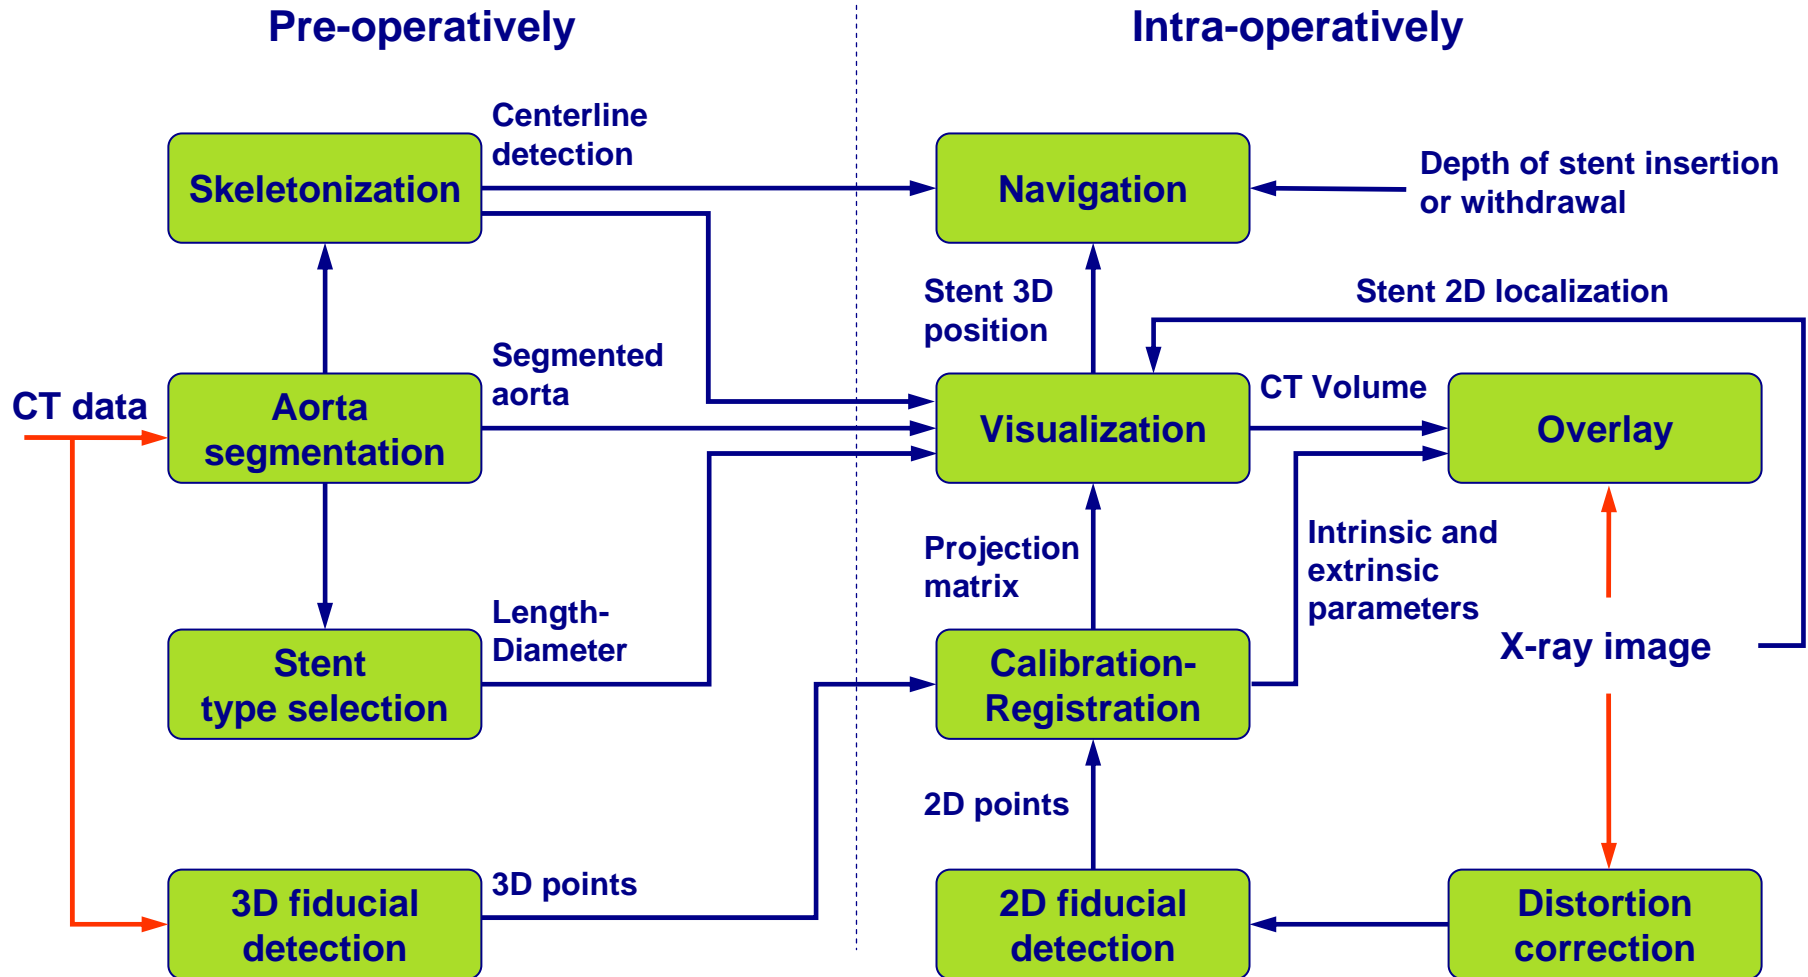 Pre-operatively
Intra-operatively
Centerline
detection
Skeletonization
Navigation
Depth of stent insertion
or withdrawal
Stent 3D
position
Stent 2D localization
Segmented
aorta
CT data
Aorta
segmentation
Visualization
CT Volume
Overlay
Projection
matrix
Intrinsic and
extrinsic
parameters
Length-
Diameter
Stent
type selection
Calibration-
Registration
X-ray image
2D points
3D points
3D fiducial
detection
2D fiducial
detection
Distortion
correction